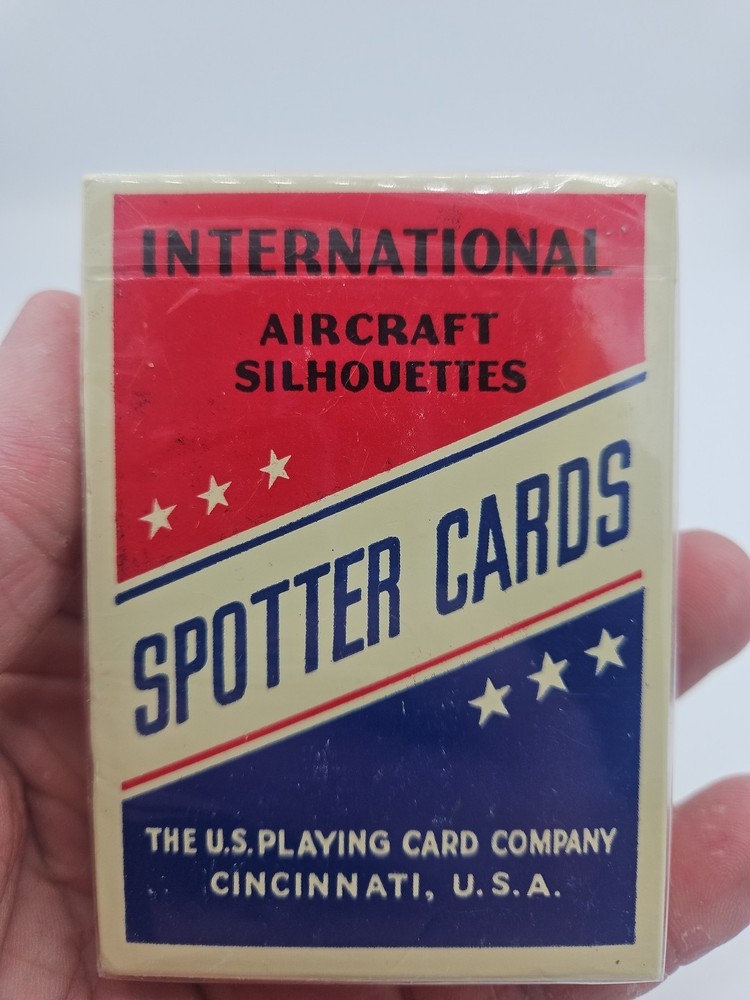 INTERNATIONAL
AIRCRAFT
SILHOUETTES
SPOTTER CARDS
THE U.S. PLAYING CARD COMPANY
CINCINNATI, U.S.A.